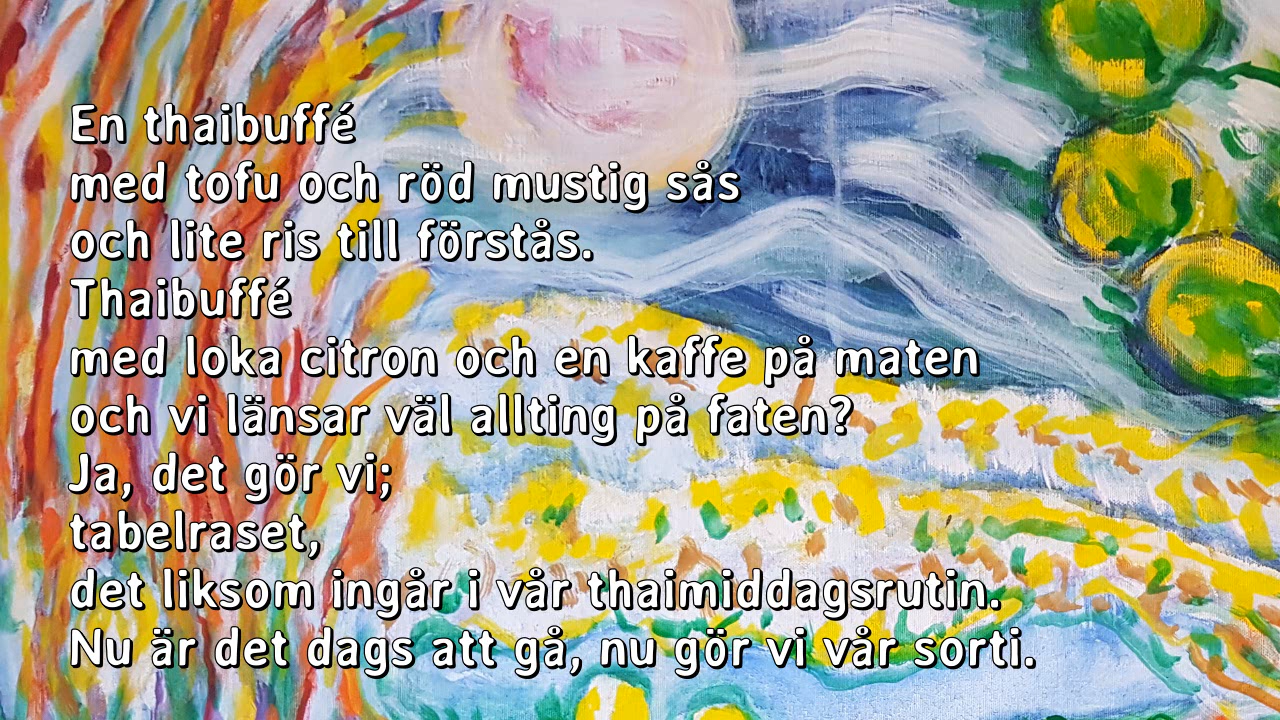 En thaibuffé
med tofu och röd mustig sås
och lite ris till förstås.
Thaibuffé
med loka citron och en kaffe på maten
och vi länsar väl allting på faten?
Ja, det gör vi;
tabelraset,
det liksom ingår i vår thaimiddagsrutin.
Nu är det dags att gå, nu gör vi vår sorti.